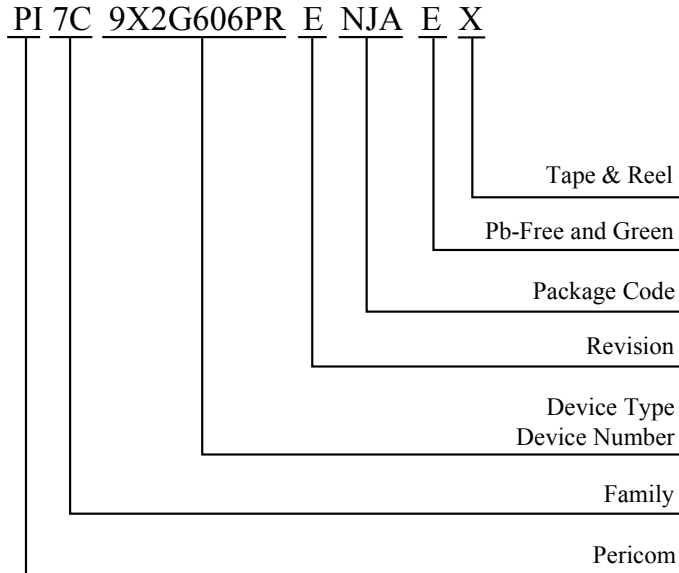 PI 7C 9X2G606PR E NJA E X
Tape & Reel
Pb-Free and Green
Package Code
Revision
Device Type
Device Number
Family
Pericom